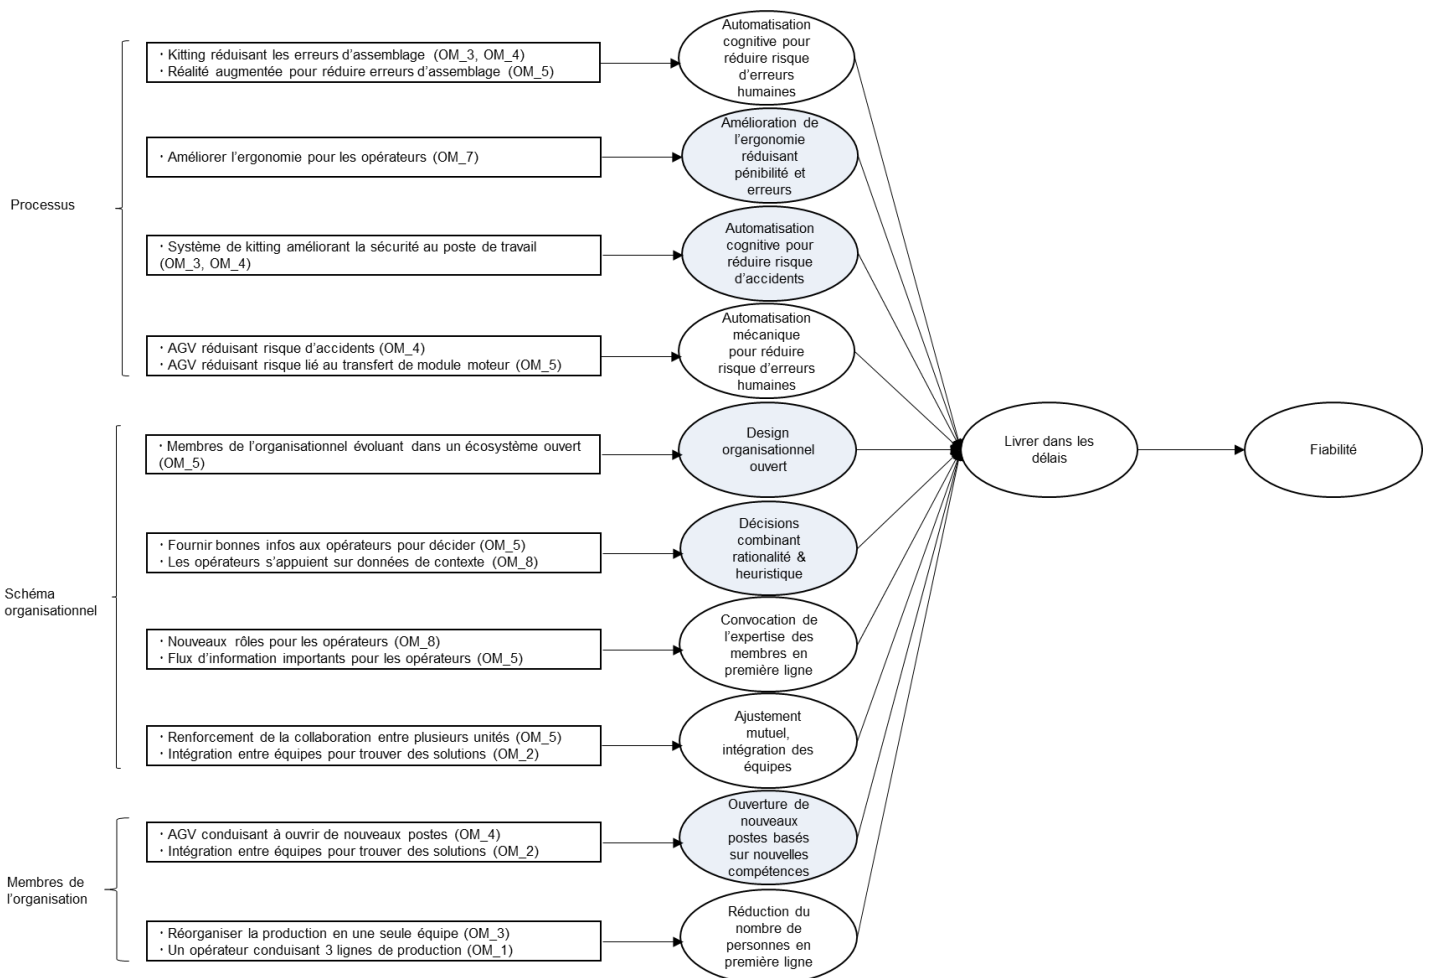 Automatisation
cognitive pour
réduire risque
d'erreurs
humaines
· Kitting réduisant les erreurs d'assemblage (OM_3, OM_4)
· Réalité augmentée pour réduire erreurs d'assemblage (OM_5)
Amélioration de
l'ergonomie
réduisant
pénibilité et
erreurs
· Améliorer l'ergonomie pour les opérateurs (OM_7)
Processus
Automatisation
cognitive pour
réduire risque
d'accidents
· Système de kitting améliorant la sécurité au poste de travail
(OM_3, OM_4)
Automatisation
mécanique
pour réduire
risque d'erreurs
humaines
· AGV réduisant risque d'accidents (OM_4)
· AGV réduisant risque lié au transfert de module moteur (OM_5)
Design
organisationnel
ouvert
· Membres de l'organisationnel évoluant dans un écosystème ouvert
(OM_5)
Livrer dans les
délais
Fiabilité
Décisions
combinant
rationalité &
heuristique
· Fournir bonnes infos aux opérateurs pour décider (OM_5)
· Les opérateurs s'appuient sur données de contexte (OM_8)
Schéma
organisationnel
Convocation de
l'expertise des
membres en
première ligne
· Nouveaux rôles pour les opérateurs (OM_8)
· Flux d'information importants pour les opérateurs (OM_5)
Ajustement
mutuel,
intégration des
équipes
· Renforcement de la collaboration entre plusieurs unités (OM_5)
· Intégration entre équipes pour trouver des solutions (OM_2)
Ouverture de
nouveaux
postes basés
sur nouvelles
compétences
· AGV conduisant à ouvrir de nouveaux postes (OM_4)
· Intégration entre équipes pour trouver des solutions (OM_2)
Membres de
l'organisation
Réduction du
nombre de
personnes en
première ligne
· Réorganiser la production en une seule équipe (OM_3)
· Un opérateur conduisant 3 lignes de production (OM_1)